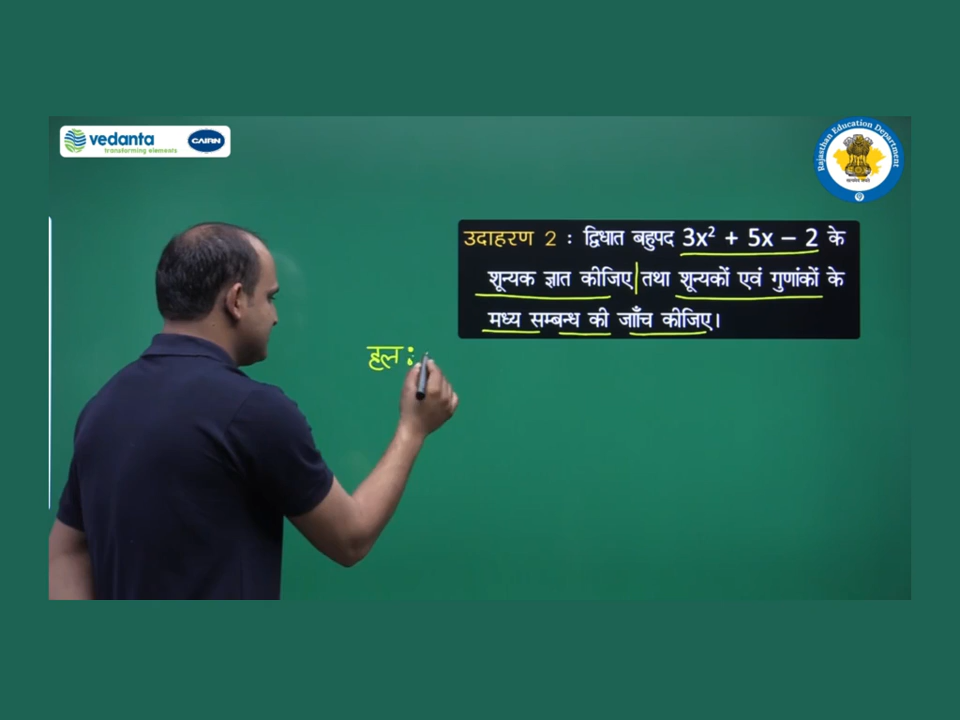 vedanta
transforming elements
CAIRN
Rajasthan Education Department
उदाहरण 2 : द्विघात बहुपद 3x² + 5x – 2 के
शून्यक ज्ञात कीजिए तथा शून्यकों एवं गुणांकों के
मध्य सम्बन्ध की जााँच कीजिए।
हल :